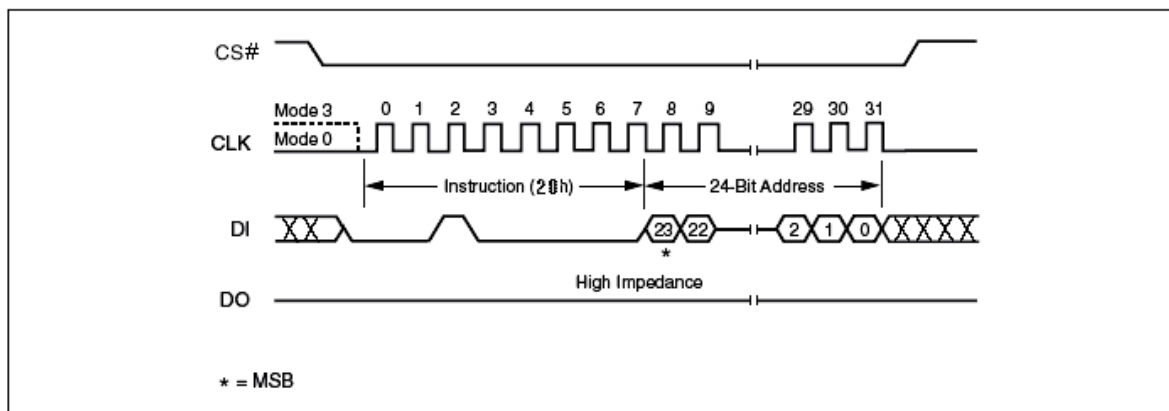 CS#
Mode 3 0 1 2 3 4 5 6 7 8 9 29 30 31
CLK Mode 0
Instruction (20h) 24-Bit Address
DI 23 22 2 1 0
*
High Impedance
DO
* = MSB